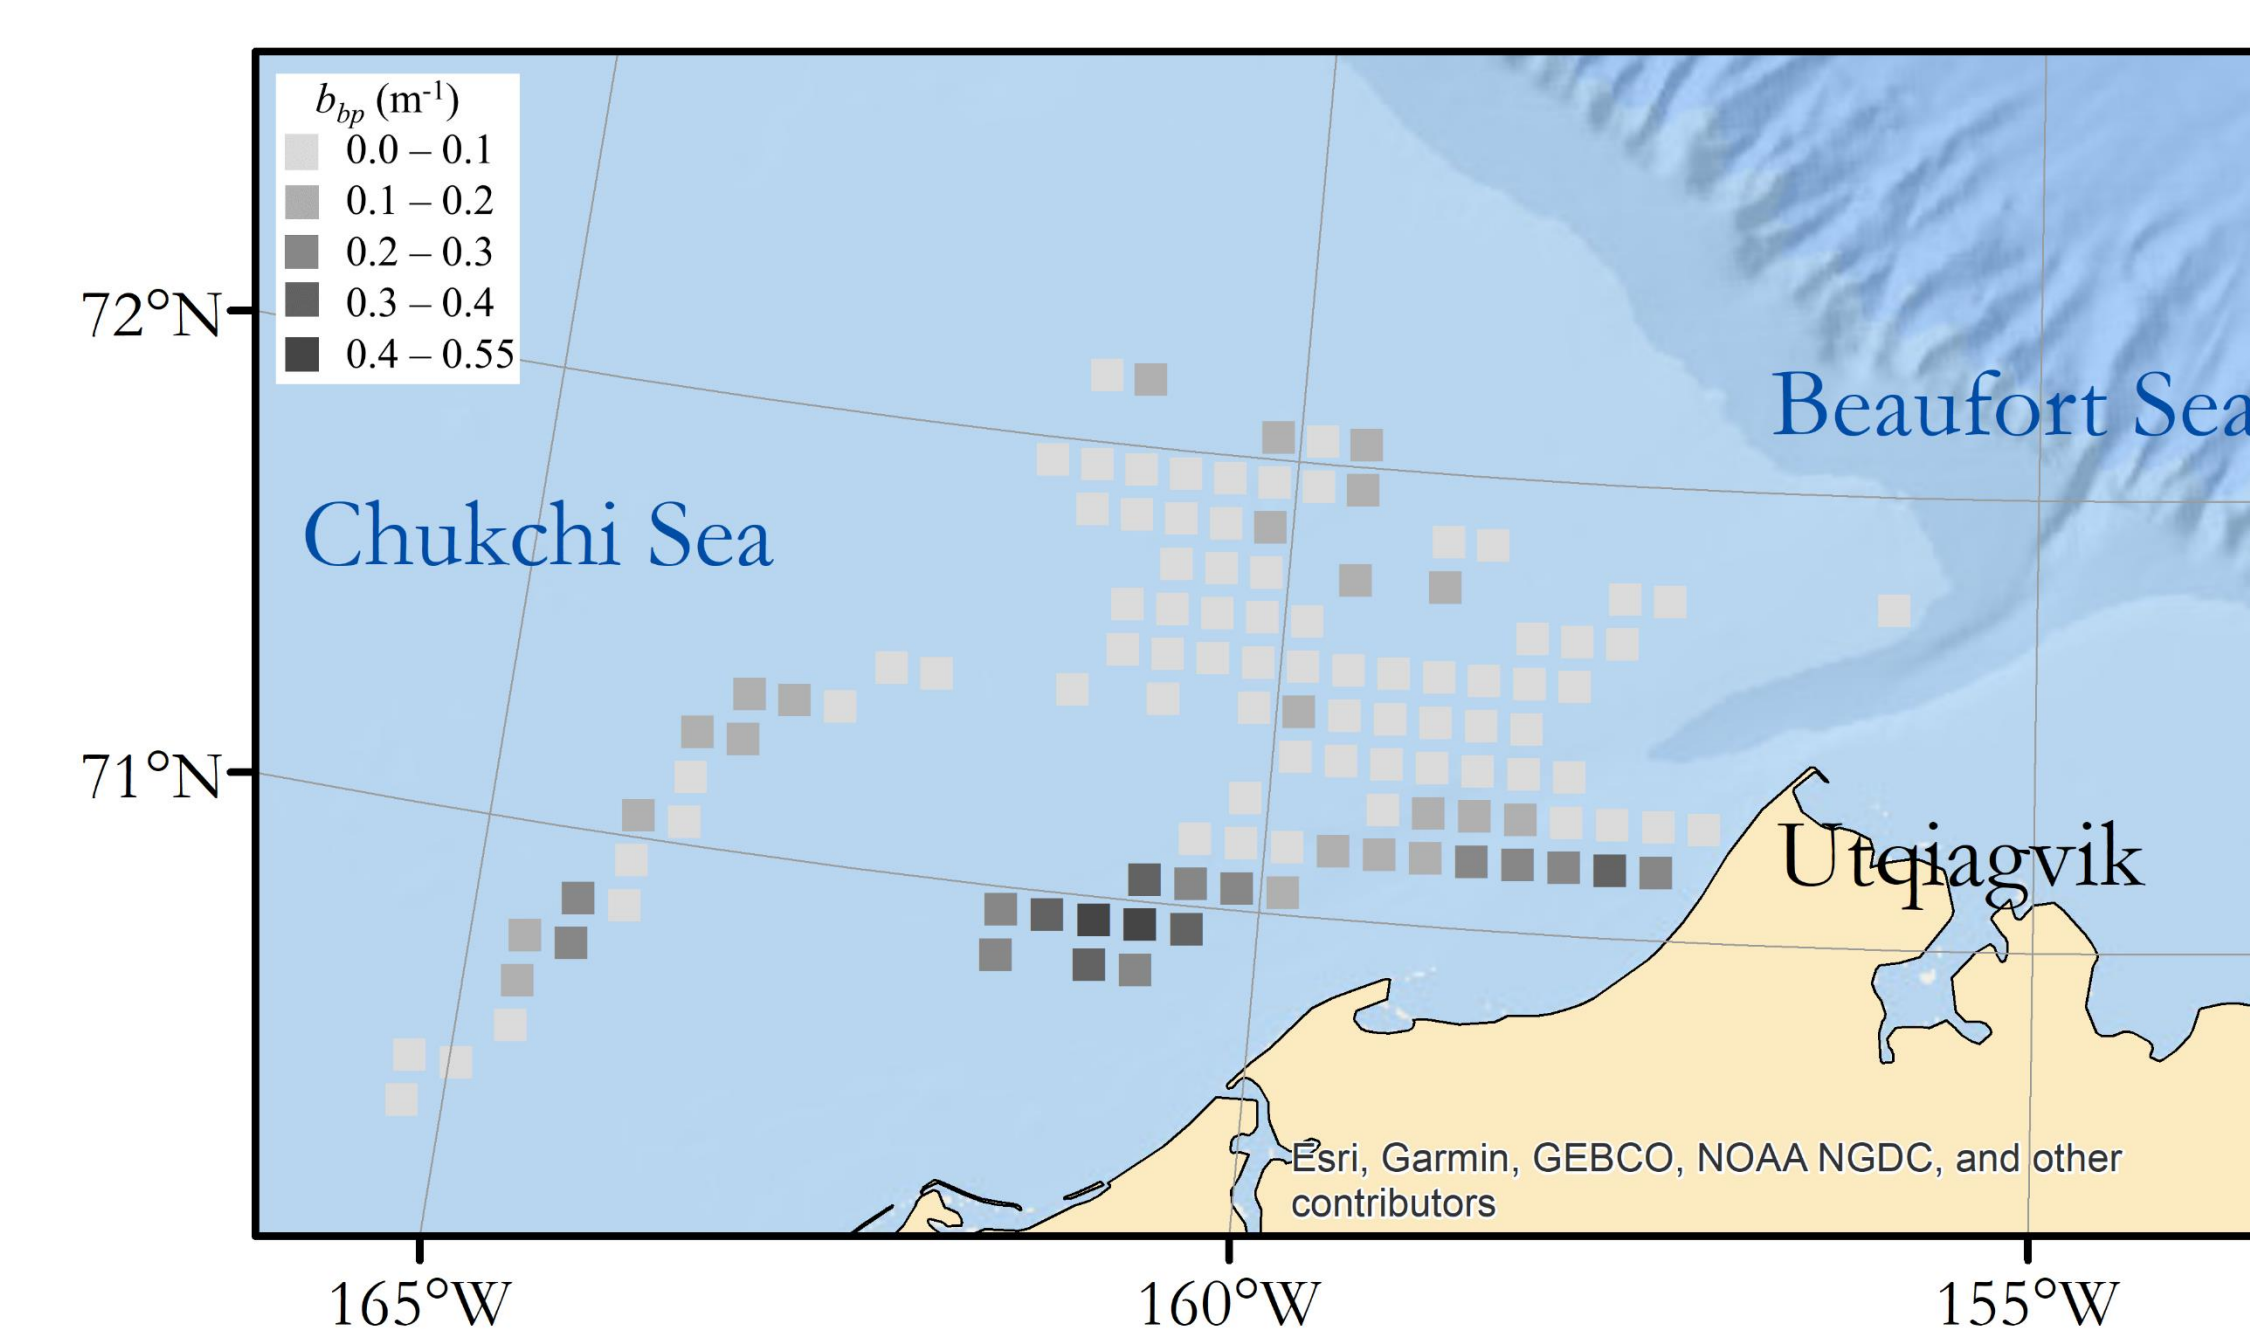 b_bp (m⁻¹)
0.0 – 0.1
0.1 – 0.2
0.2 – 0.3
0.3 – 0.4
0.4 – 0.55
72°N
Beaufort Sea
Chukchi Sea
71°N
Utqiagvik
Esri, Garmin, GEBCO, NOAA NGDC, and other
contributors
165°W
160°W
155°W